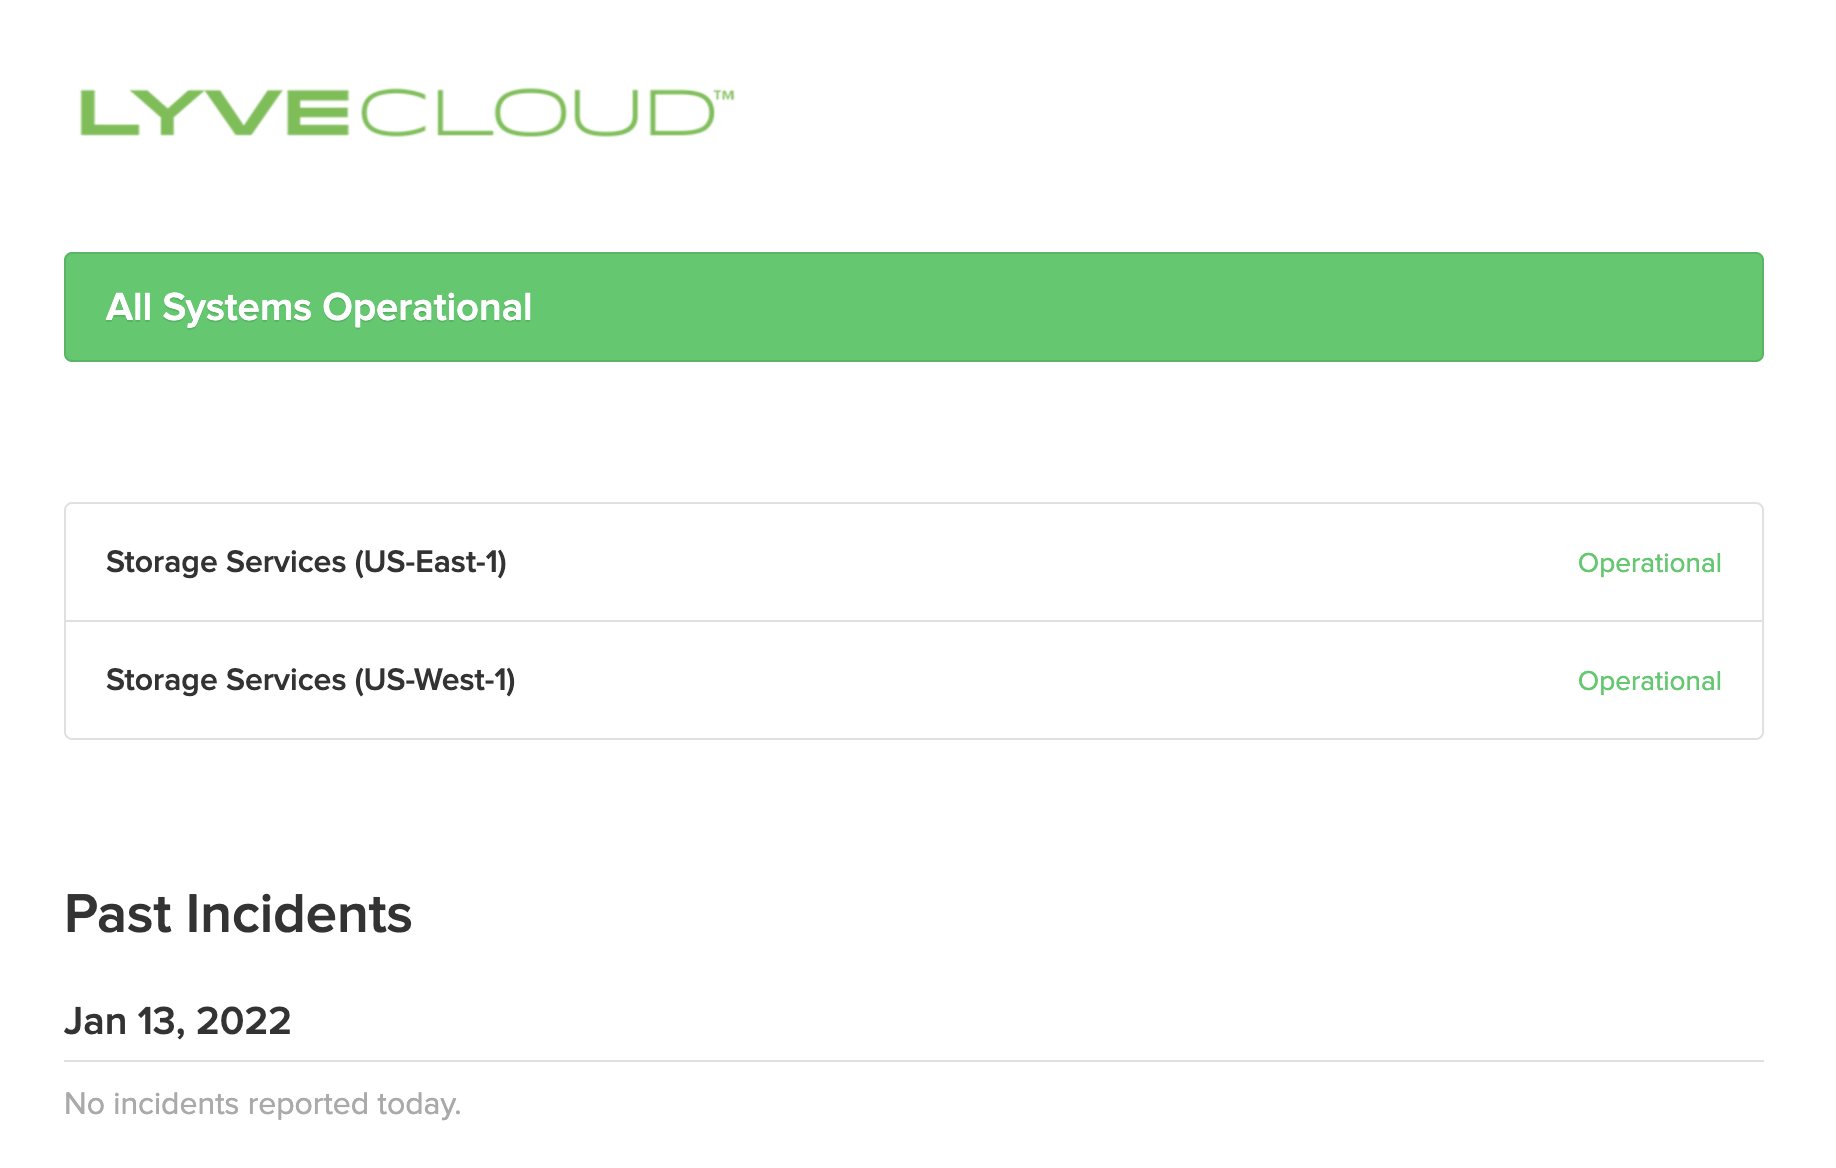 LYVECLOUD™
All Systems Operational
Storage Services (US-East-1) Operational
Storage Services (US-West-1) Operational
Past Incidents
Jan 13, 2022
No incidents reported today.